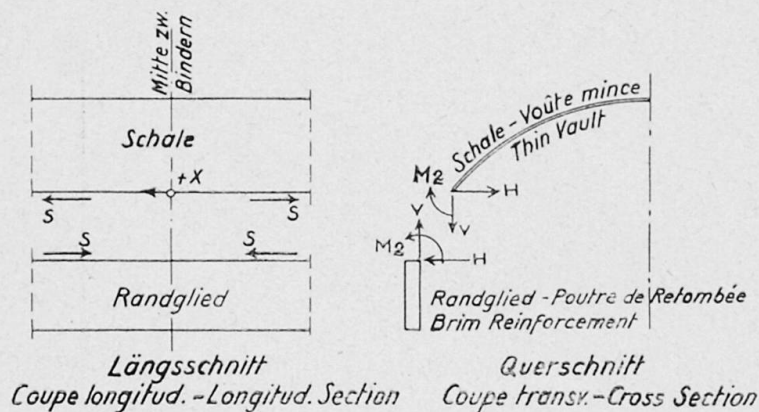 Mitte zw.
Bindern
Schale
+X
S
S
S
S
Randglied
Längsschnitt
Coupe longitud. - Longitud. Section
Schale - Voûte mince
Thin Vault
M2
H
V
V
M2
H
Randglied - Poutre de Retombée
Brim Reinforcement
Querschnitt
Coupe transv. - Cross Section